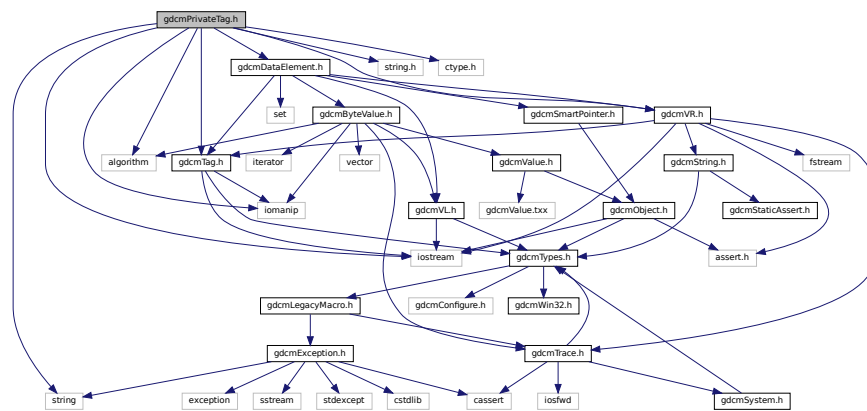 gdcmPrivateTag.h
gdcmDataElement.h
string.h
ctype.h
set
gdcmByteValue.h
gdcmSmartPointer.h
gdcmVR.h
algorithm
gdcmTag.h
iterator
vector
gdcmValue.h
gdcmString.h
fstream
iomanip
gdcmVL.h
gdcmValue.txx
gdcmObject.h
gdcmStaticAssert.h
iostream
gdcmTypes.h
assert.h
gdcmLegacyMacro.h
gdcmConfigure.h
gdcmWin32.h
gdcmException.h
gdcmTrace.h
string
exception
sstream
stdexcept
cstdlib
cassert
iosfwd
gdcmSystem.h